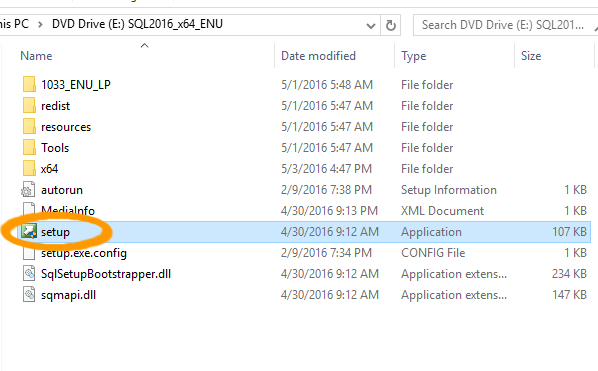 his PC > DVD Drive (E:) SQL2016_x64_ENU Search DVD Drive (E:) SQL201...
Name Date modified Type Size
1033_ENU_LP 5/1/2016 5:48 AM File folder
redist 5/1/2016 5:47 AM File folder
resources 5/1/2016 5:47 AM File folder
Tools 5/1/2016 5:47 AM File folder
x64 5/3/2016 4:47 PM File folder
autorun 2/9/2016 7:38 PM Setup Information 1 KB
MediaInfo 4/30/2016 9:13 PM XML Document 1 KB
setup 4/30/2016 9:12 AM Application 107 KB
setup.exe.config 2/9/2016 7:34 PM CONFIG File 1 KB
SqlSetupBootstrapper.dll 4/30/2016 9:12 AM Application extens... 234 KB
sqmapi.dll 4/30/2016 9:12 AM Application extens... 147 KB